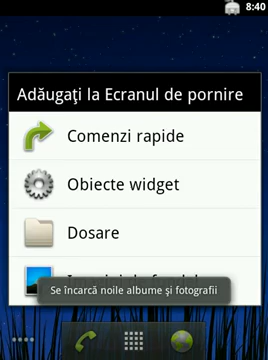 8:40
Adăugaţi la Ecranul de pornire
Comenzi rapide
Obiecte widget
Dosare
Se încarcă noile albume şi fotografii